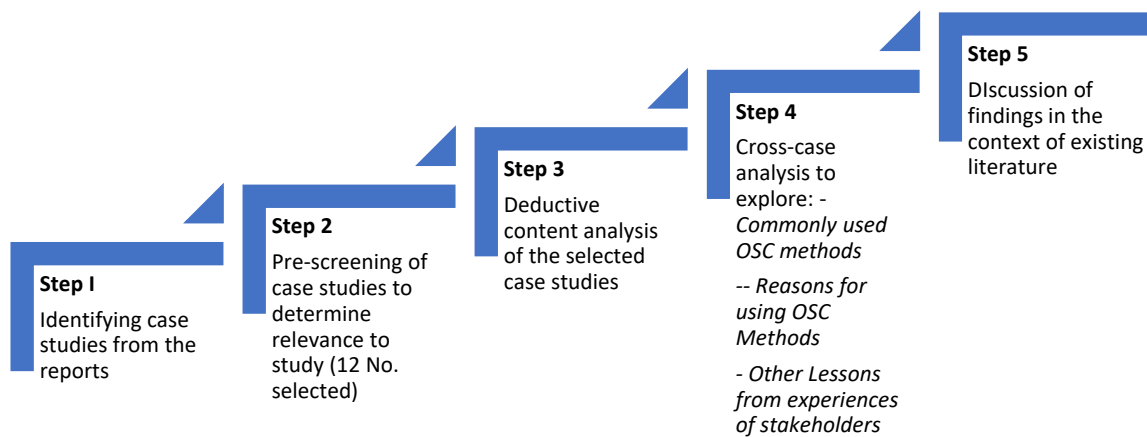 Step I
Identifying case
studies from the
reports
Step 2
Pre-screening of
case studies to
determine
relevance to
study (12 No.
selected)
Step 3
Deductive
content analysis
of the selected
case studies
Step 4
Cross-case
analysis to
explore: -
Commonly used
OSC methods
-- Reasons for
using OSC
Methods
- Other Lessons
from experiences
of stakeholders
Step 5
DIscussion of
findings in the
context of existing
literature